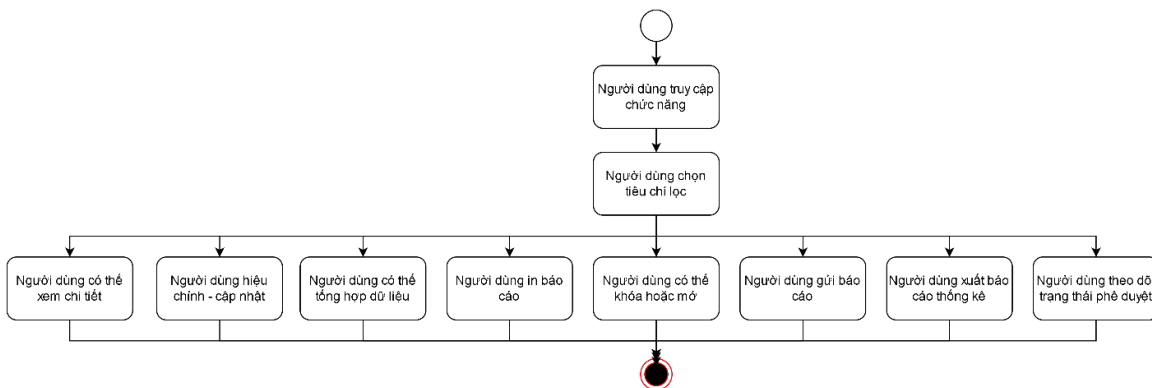 Người dùng truy cập
chức năng
Người dùng chọn
tiêu chí lọc
Người dùng có thể
xem chi tiết
Người dùng hiệu
chỉnh - cập nhật
Người dùng có thể
tổng hợp dữ liệu
Người dùng in báo
cáo
Người dùng có thể
khóa hoặc mở
Người dùng gửi báo
cáo
Người dùng xuất báo
cáo thống kê
Người dùng theo dõi
trạng thái phê duyệt